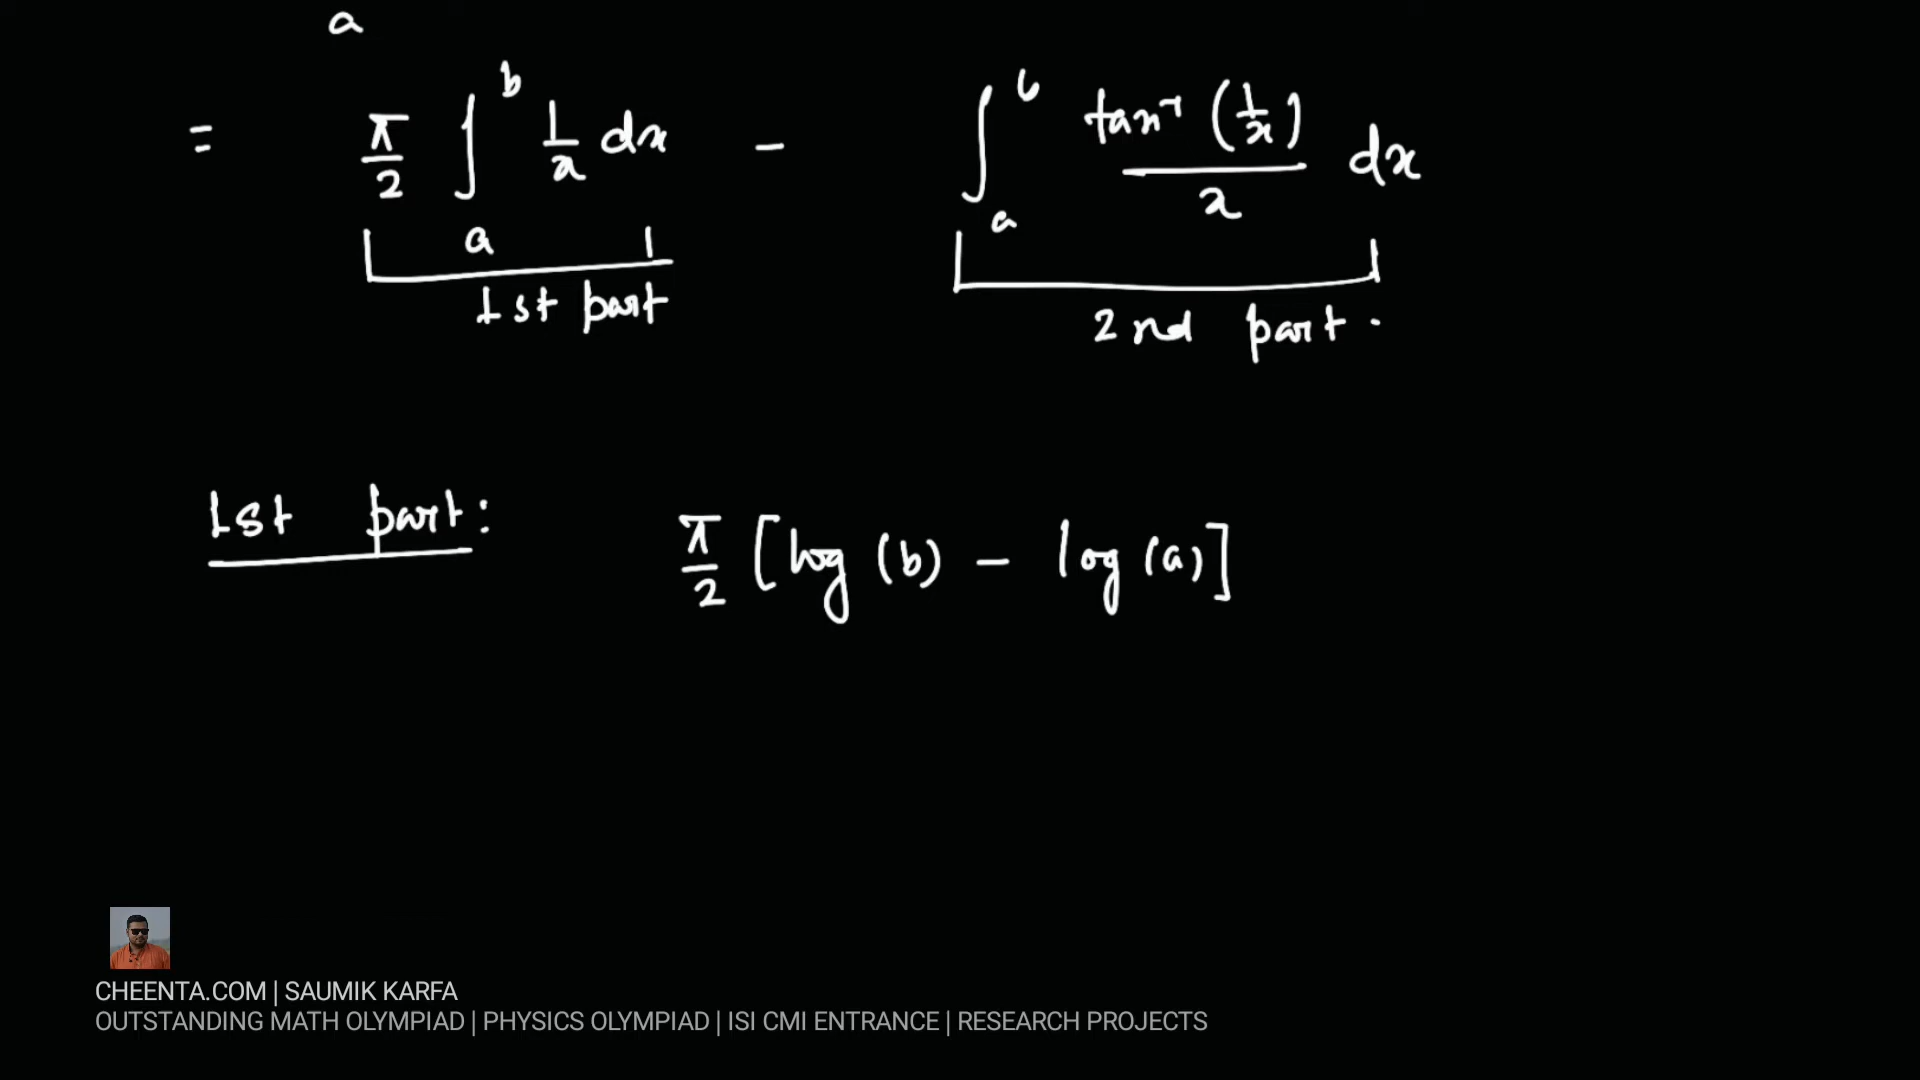 a
= π/2 ∫_a^b 1/x dx - ∫_a^b tan⁻¹(1/x)/x dx
1st part
2nd part.
1st part: π/2 [log(b) - log(a)]
CHEENTA.COM | SAUMIK KARFA
OUTSTANDING MATH OLYMPIAD | PHYSICS OLYMPIAD | ISI CMI ENTRANCE | RESEARCH PROJECTS